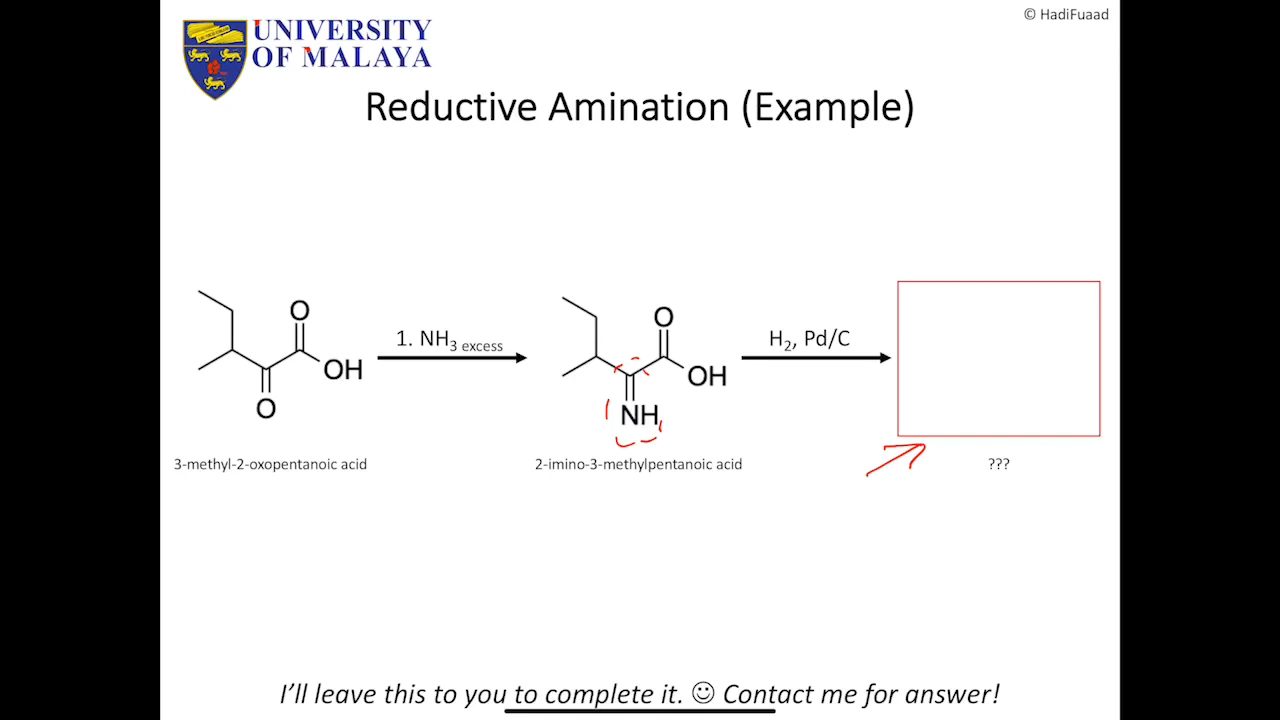 © HadiFuaad
UNIVERSITY
OF MALAYA
Reductive Amination (Example)
O
OH
O
1. NH3 excess
O
OH
NH
H2, Pd/C
3-methyl-2-oxopentanoic acid
2-imino-3-methylpentanoic acid
???
I’ll leave this to you to complete it. ☺ Contact me for answer!